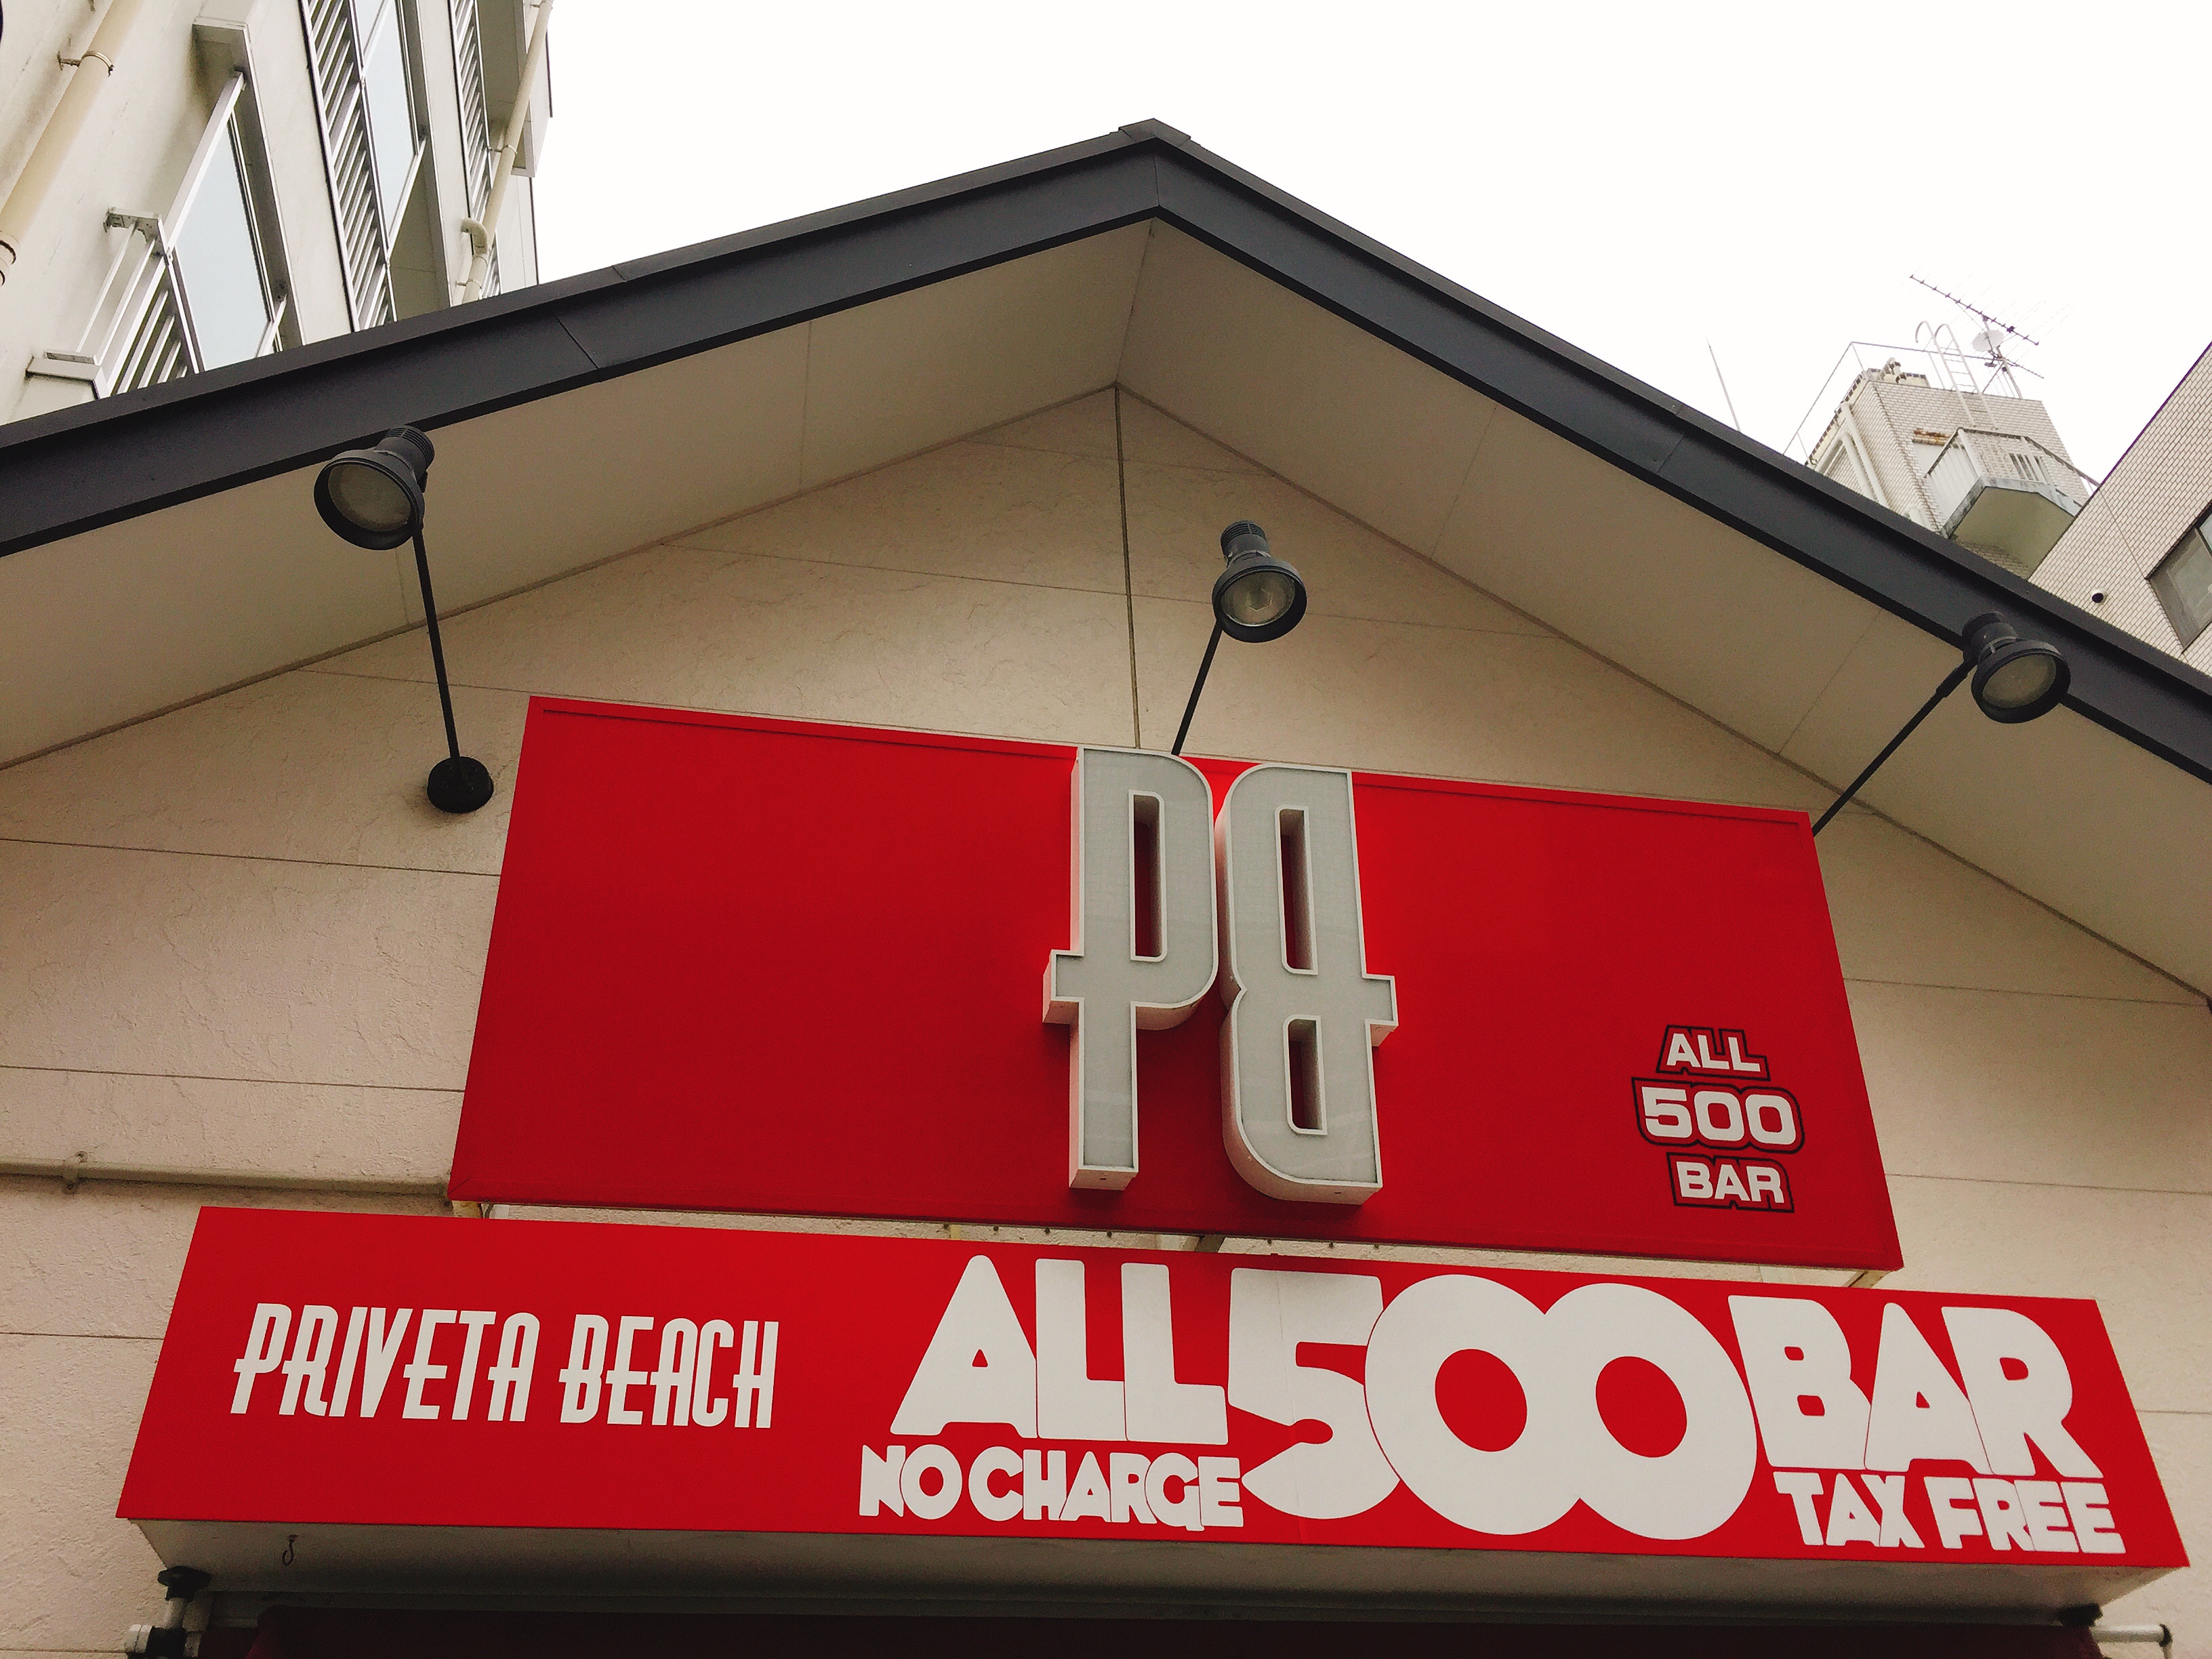 PB
ALL
500
BAR
PRIVETA BEACH
ALL 500 BAR
NO CHARGE
TAX FREE